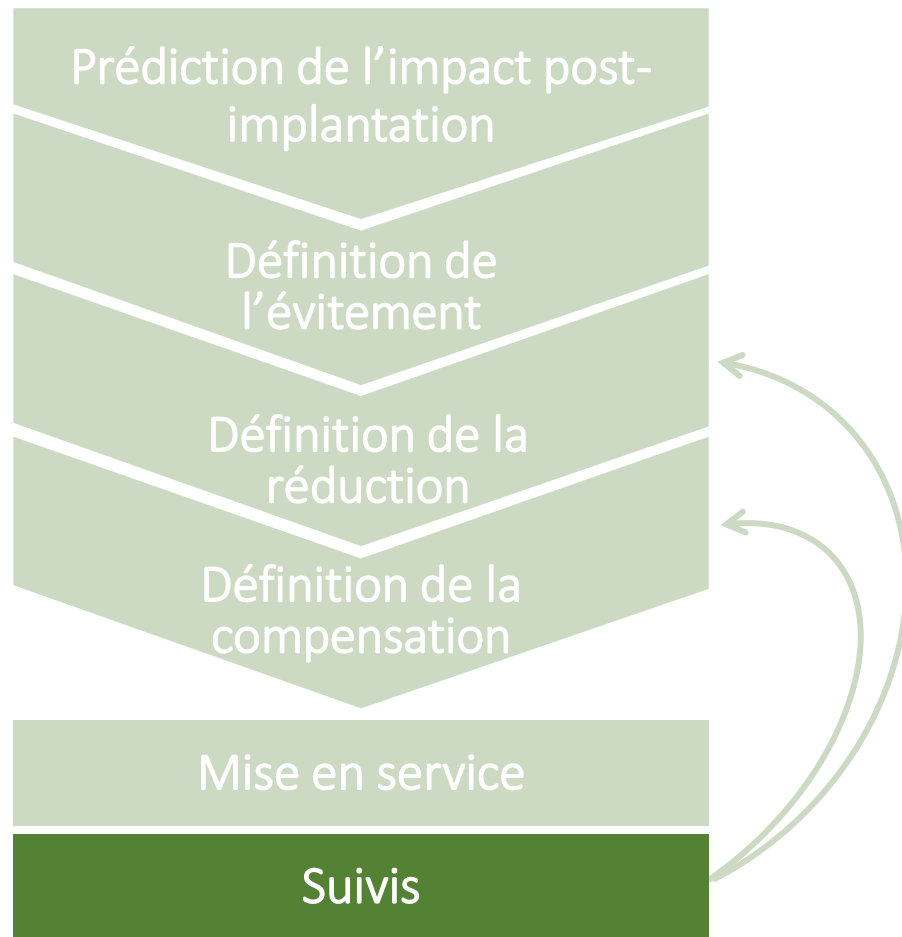 Prédiction de l’impact post-
implantation
Définition de
l’évitement
Définition de la
réduction
Définition de la
compensation
Mise en service
Suivis